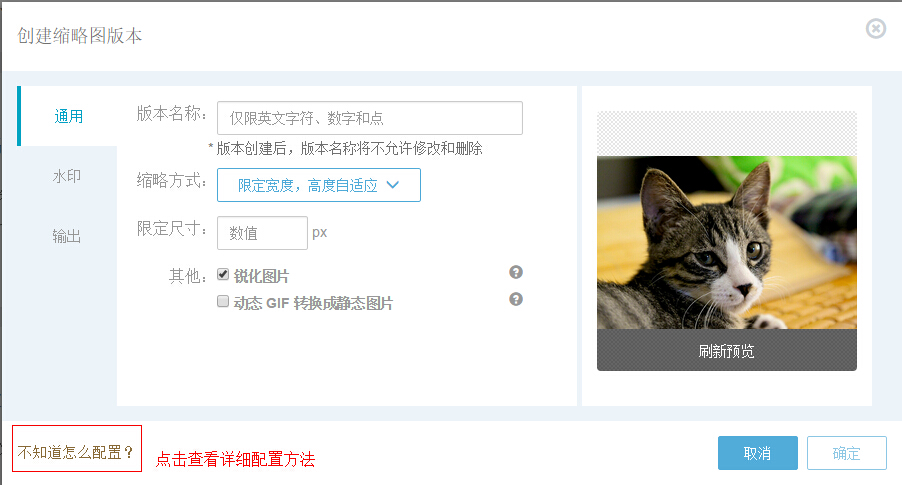 创建缩略图版本
通用
水印
输出
版本名称：
仅限英文字符、数字和点
* 版本创建后，版本名称将不允许修改和删除
缩略方式：
限定宽度，高度自适应
限定尺寸：
数值 px
其他：
锐化图片
动态 GIF 转换成静态图片
刷新预览
不知道怎么配置？
点击查看详细配置方法
取消
确定